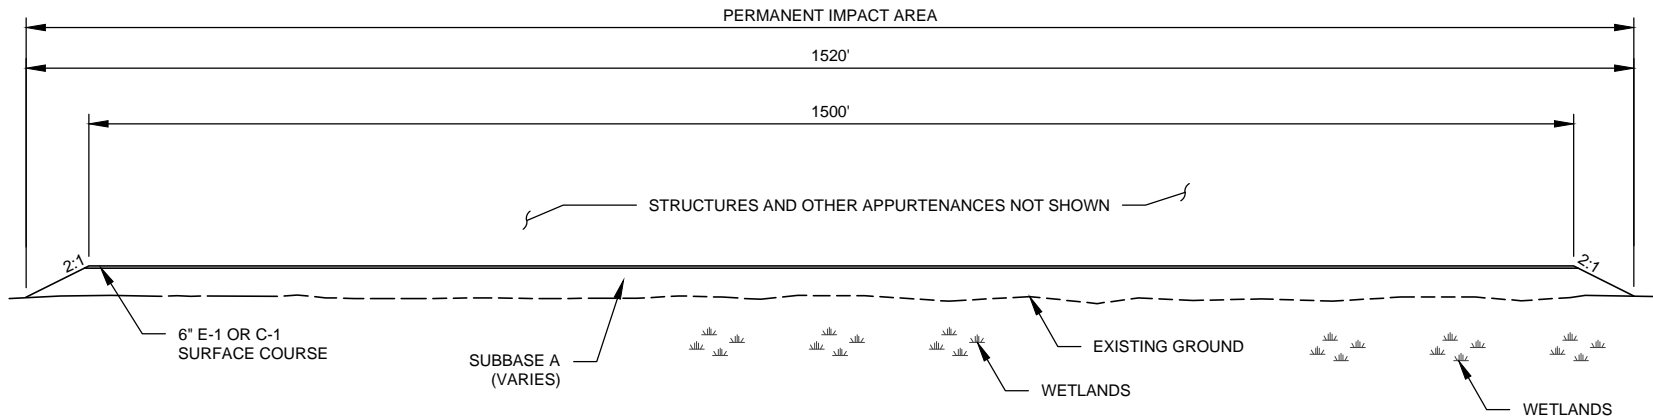 PERMANENT IMPACT AREA
1520'
1500'
STRUCTURES AND OTHER APPURTENANCES NOT SHOWN
2:1
2:1
6" E-1 OR C-1
SURFACE COURSE
SUBBASE A
(VARIES)
EXISTING GROUND
WETLANDS
WETLANDS